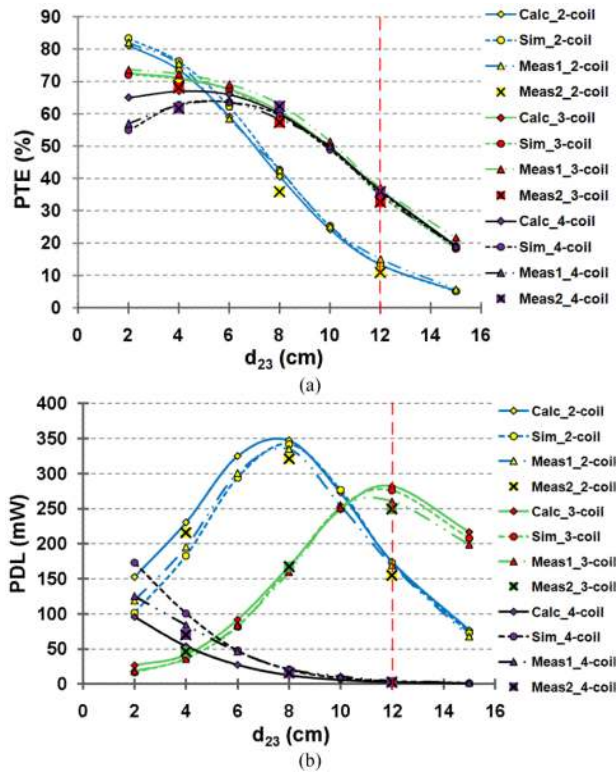 (a)
PTE (%)
90
80
70
60
50
40
30
20
10
0
0 2 4 6 8 10 12 14 16
d23 (cm)
Calc_2-coil
Sim_2-coil
Meas1_2-coil
Meas2_2-coil
Calc_3-coil
Sim_3-coil
Meas1_3-coil
Meas2_3-coil
Calc_4-coil
Sim_4-coil
Meas1_4-coil
Meas2_4-coil
(a)
PDL (mW)
400
350
300
250
200
150
100
50
0
0 2 4 6 8 10 12 14 16
d23 (cm)
Calc_2-coil
Sim_2-coil
Meas1_2-coil
Meas2_2-coil
Calc_3-coil
Sim_3-coil
Meas1_3-coil
Meas2_3-coil
Calc_4-coil
Sim_4-coil
Meas1_4-coil
Meas2_4-coil
(b)